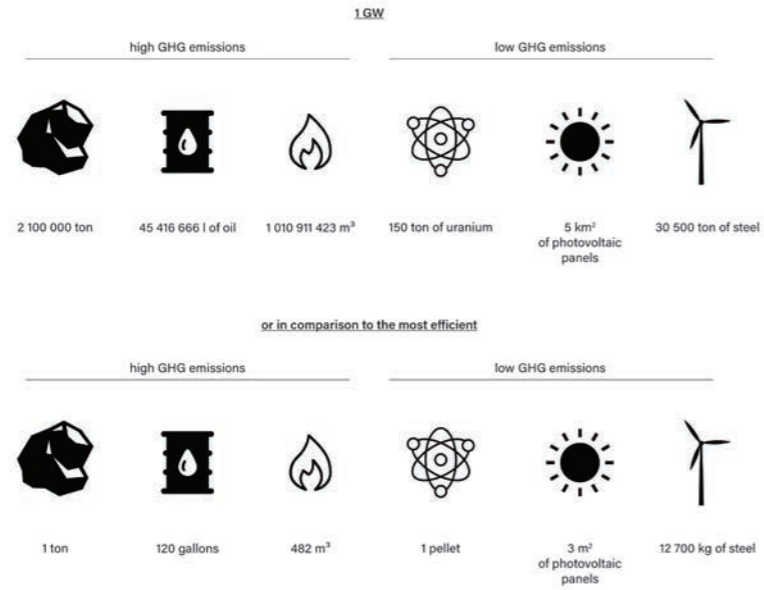 1 GW
high GHG emissions
low GHG emissions
2 100 000 ton
45 416 666 l of oil
1 010 911 423 m³
150 ton of uranium
5 km²
of photovoltaic
panels
30 500 ton of steel
or in comparison to the most efficient
high GHG emissions
low GHG emissions
1 ton
120 gallons
482 m³
1 pellet
3 m²
of photovoltaic
panels
12 700 kg of steel